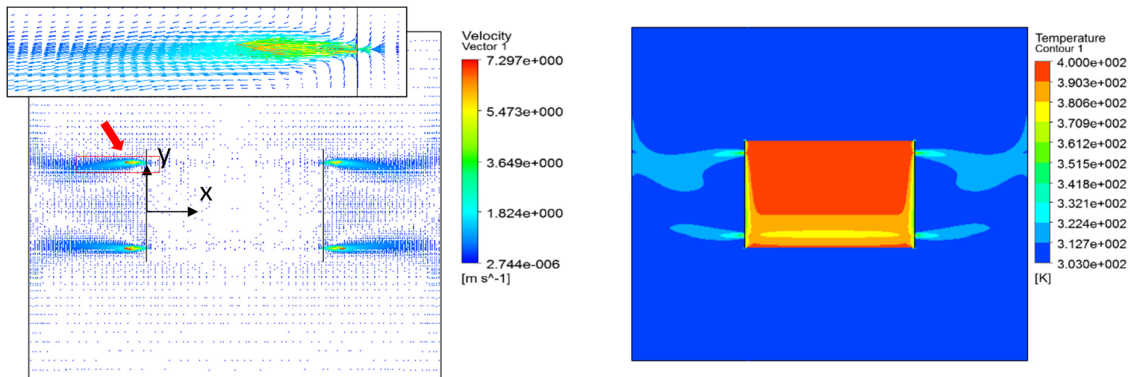 Velocity
Vector 1
7.297e+000
5.473e+000
3.649e+000
1.824e+000
2.744e-006
[m s^-1]
y
x
Temperature
Contour 1
4.000e+002
3.903e+002
3.806e+002
3.709e+002
3.612e+002
3.515e+002
3.418e+002
3.321e+002
3.224e+002
3.127e+002
3.030e+002
[K]